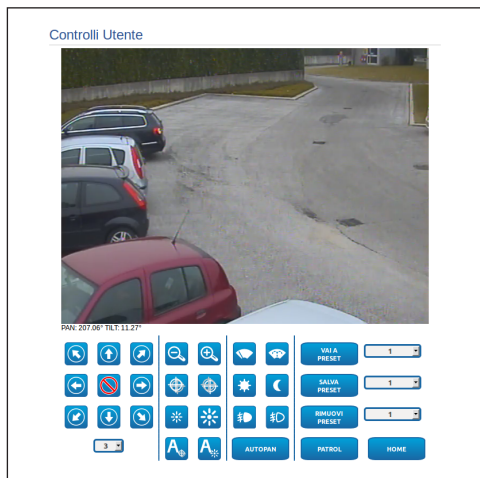 Controlli Utente
PAN: 207.06° TILT: 11.27°
VAI A
PRESET
1
SALVA
PRESET
1
RIMUOVI
PRESET
1
3
A
A
AUTOPAN
PATROL
HOME